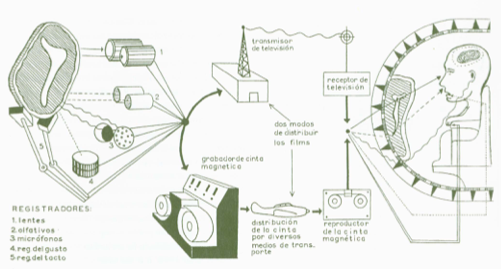 1
2
3
4
5
transmisor
de televisión
receptor de
televisión
dos modos
de distribuir
los films
grabador de cinta
magnetica
REGISTRADORES:
1. lentes
2. olfativos
3. micrófonos
4. reg. del gusto
5. reg. del tacto
distribución
de la cinta
por diversos
medos de trans.
porte
reproductor
de la cinta
magnética